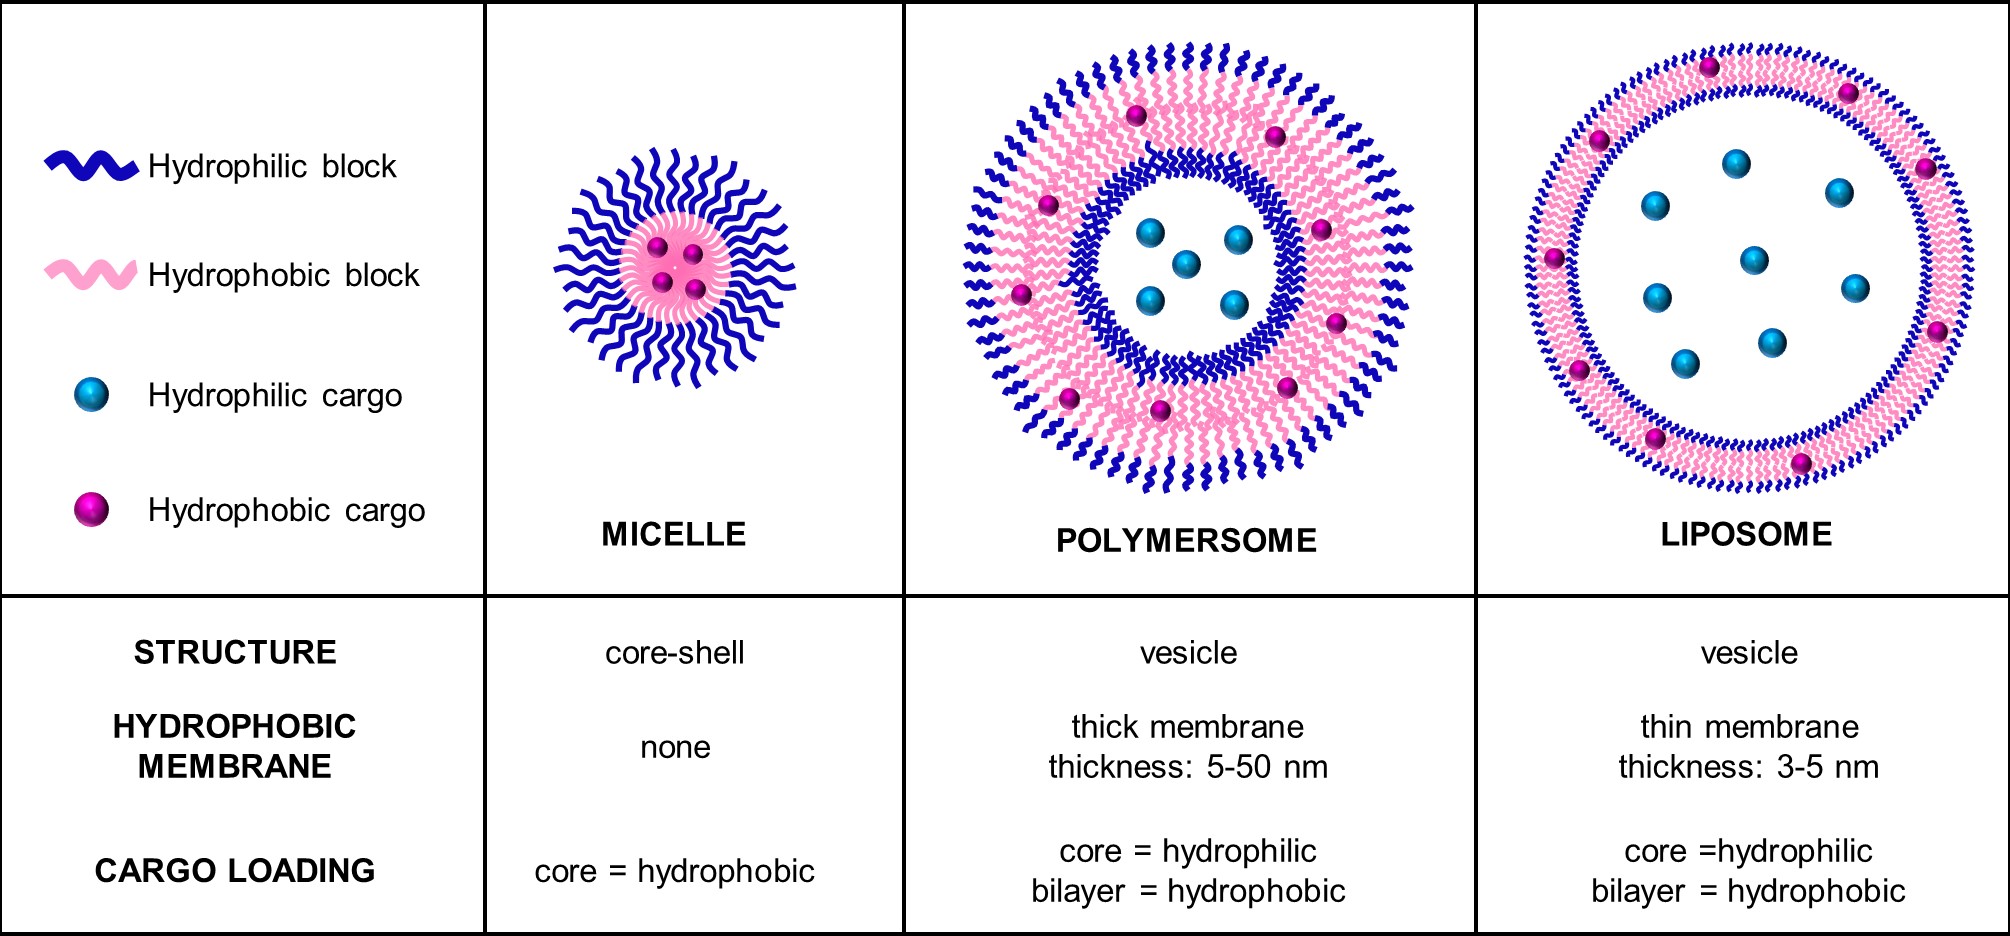 Hydrophilic block
Hydrophobic block
Hydrophilic cargo
Hydrophobic cargo
MICELLE
POLYMERSOME
LIPOSOME
STRUCTURE
core-shell
vesicle
vesicle
HYDROPHOBIC
MEMBRANE
none
thick membrane
thickness: 5-50 nm
thin membrane
thickness: 3-5 nm
CARGO LOADING
core = hydrophobic
core = hydrophilic
bilayer = hydrophobic
core =hydrophilic
bilayer = hydrophobic